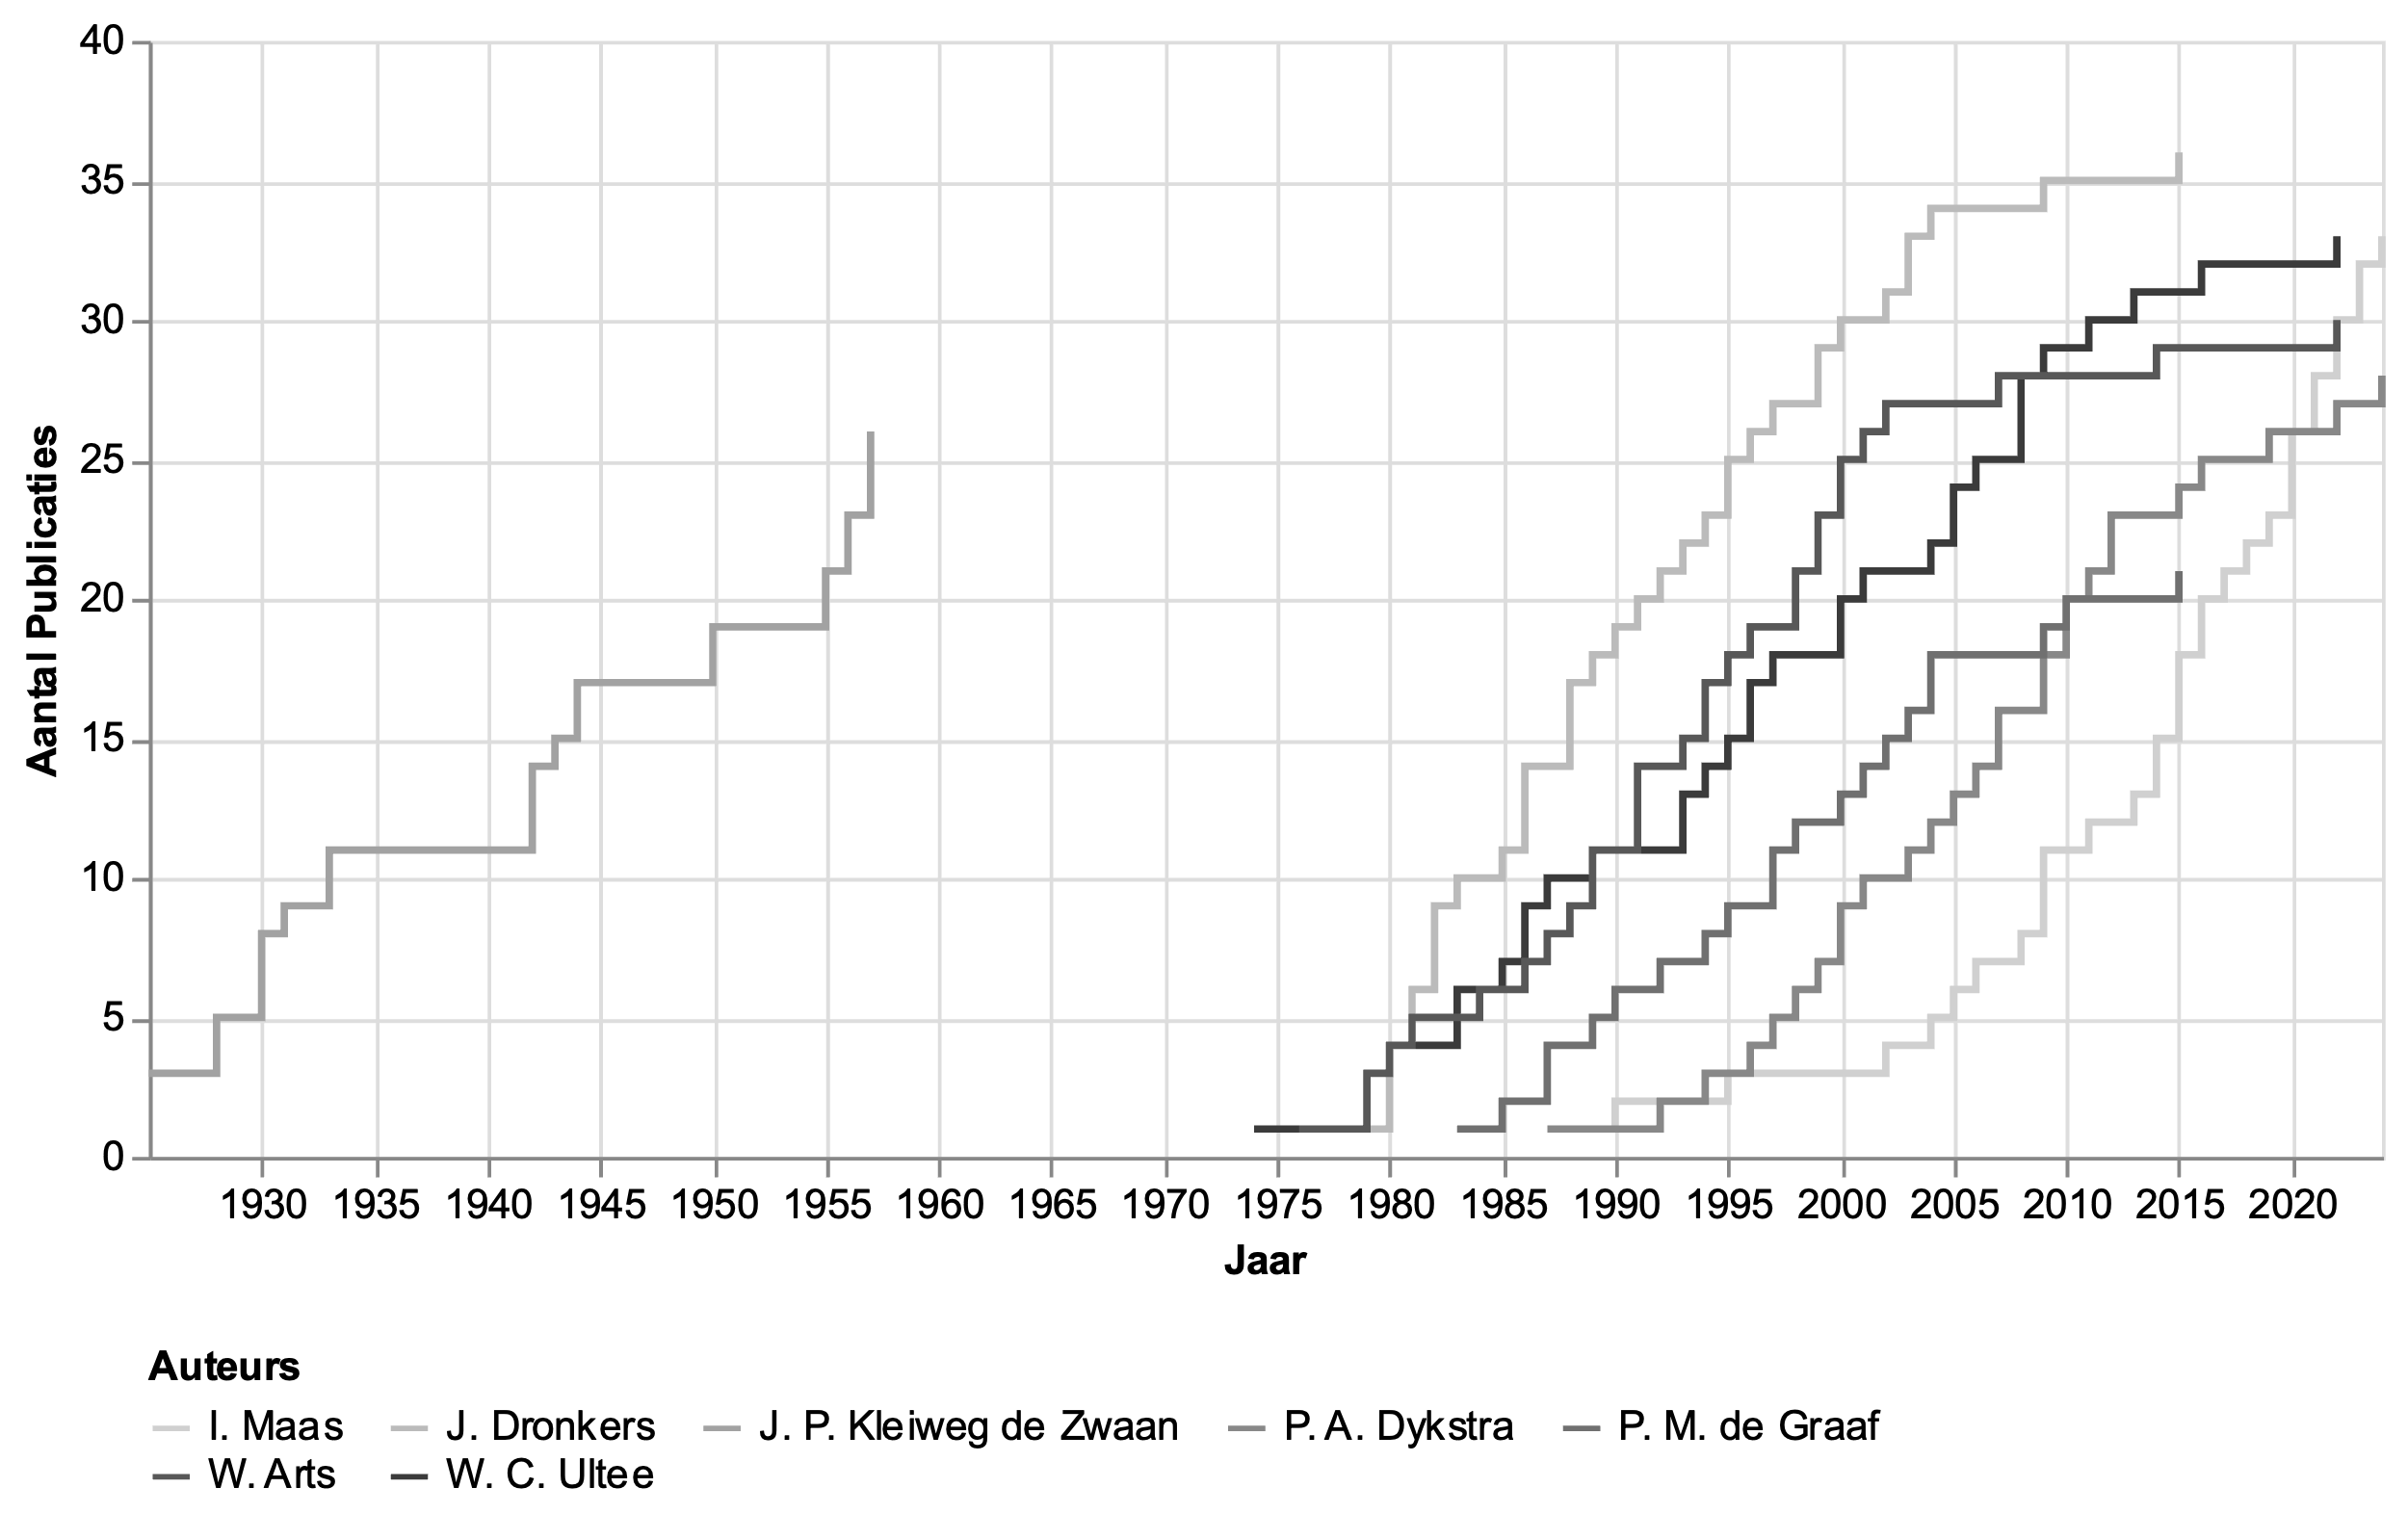 40
35
30
25
20
15
10
5
0
Aantal Publicaties
1930 1935 1940 1945 1950 1955 1960 1965 1970 1975 1980 1985 1990 1995 2000 2005 2010 2015 2020
Jaar
Auteurs
I. Maas J. Dronkers J. P. Kleiweg de Zwaan P. A. Dykstra P. M. de Graaf
W. Arts W. C. Ultee